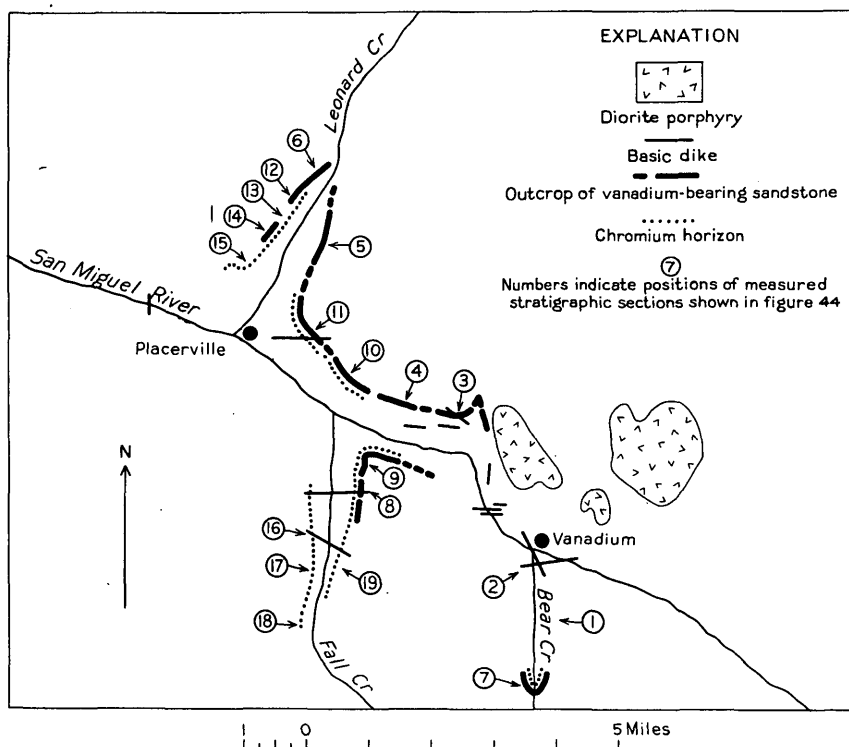 EXPLANATION
Diorite porphyry
Basic dike
Outcrop of vanadium-bearing sandstone
Chromium horizon
7
Numbers indicate positions of measured
stratigraphic sections shown in figure 44
Leonard Cr
6
12
13
14
15
5
San Miguel River
11
Placerville
10
4
3
N
9
8
16
Vanadium
2
17
19
1
18
Bear Cr
Fall Cr
7
1 0 5 Miles